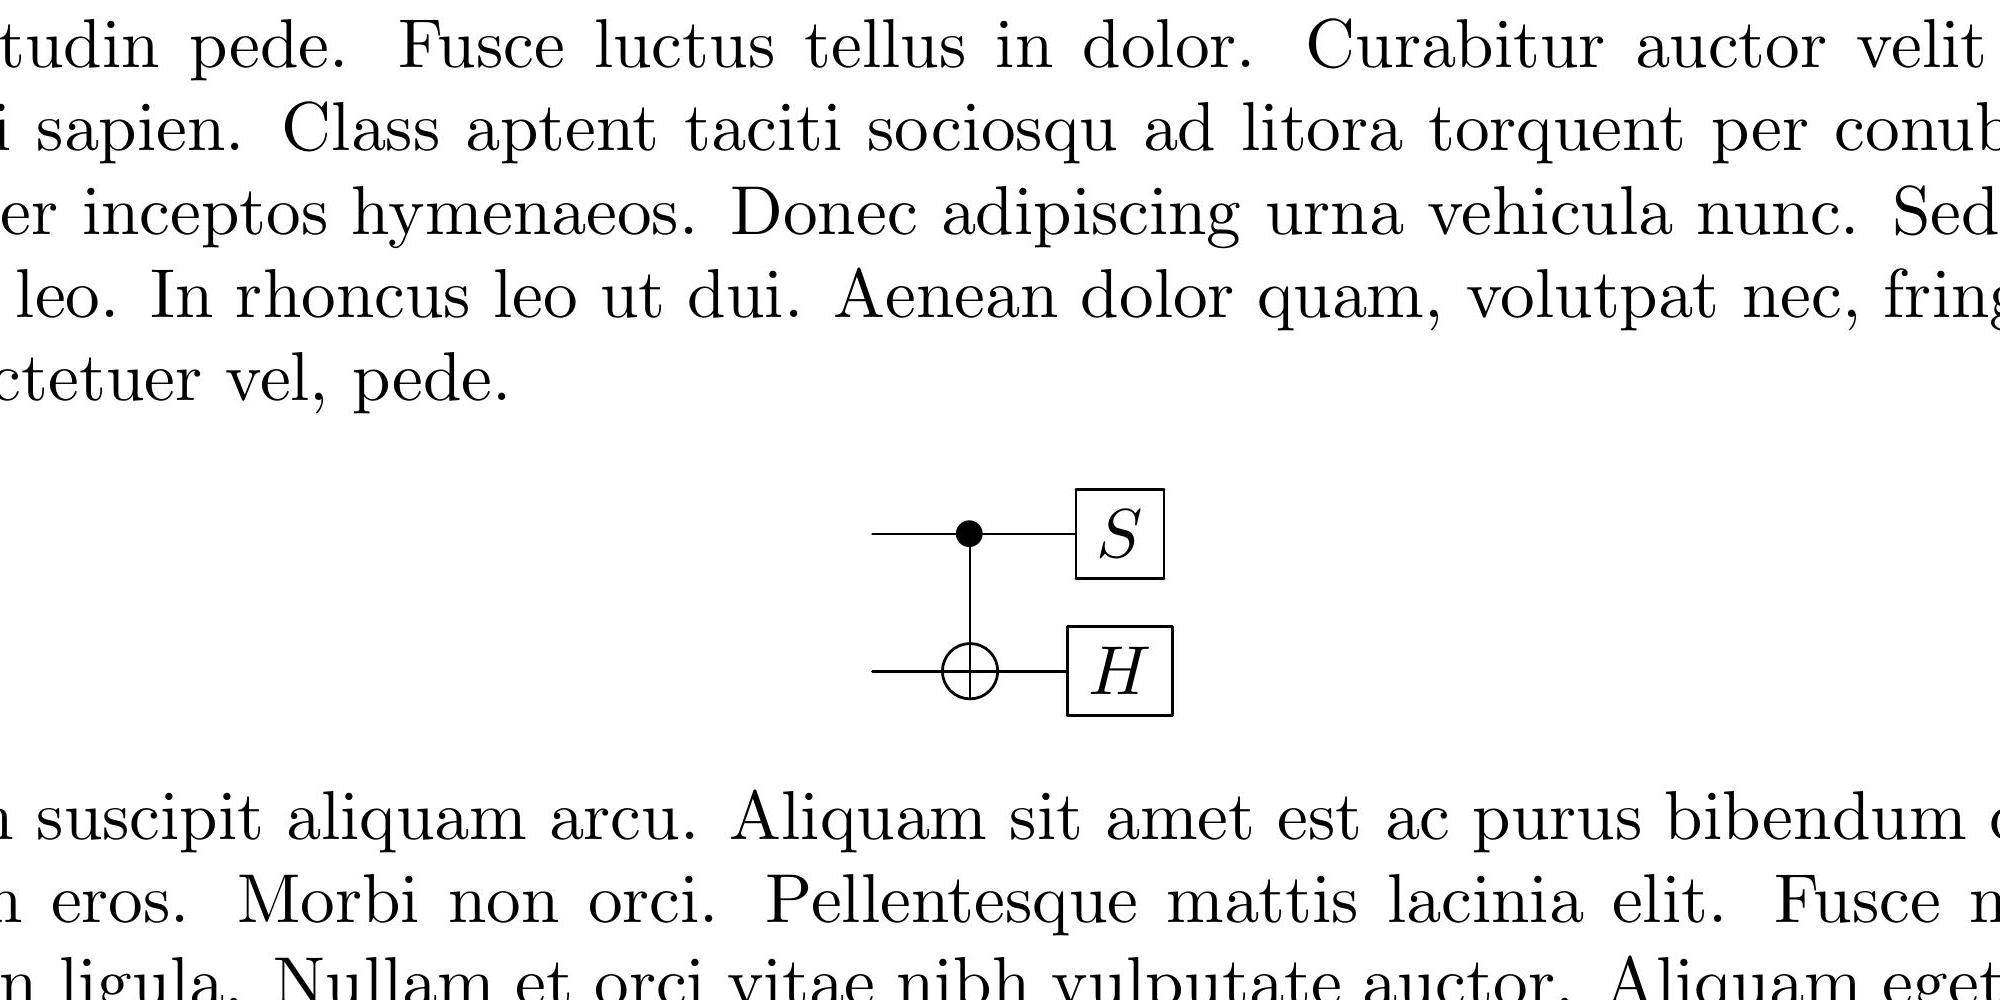 tudin pede. Fusce luctus tellus in dolor. Curabitur auctor velit
i sapien. Class aptent taciti sociosqu ad litora torquent per conub
er inceptos hymenaeos. Donec adipiscing urna vehicula nunc. Sed
leo. In rhoncus leo ut dui. Aenean dolor quam, volutpat nec, fring
ctetuer vel, pede.
S
H
suscipit aliquam arcu. Aliquam sit amet est ac purus bibendum
eros. Morbi non orci. Pellentesque mattis lacinia elit. Fusce
n ligula. Nullam et orci vitae nibh vulputate auctor. Aliquam eget